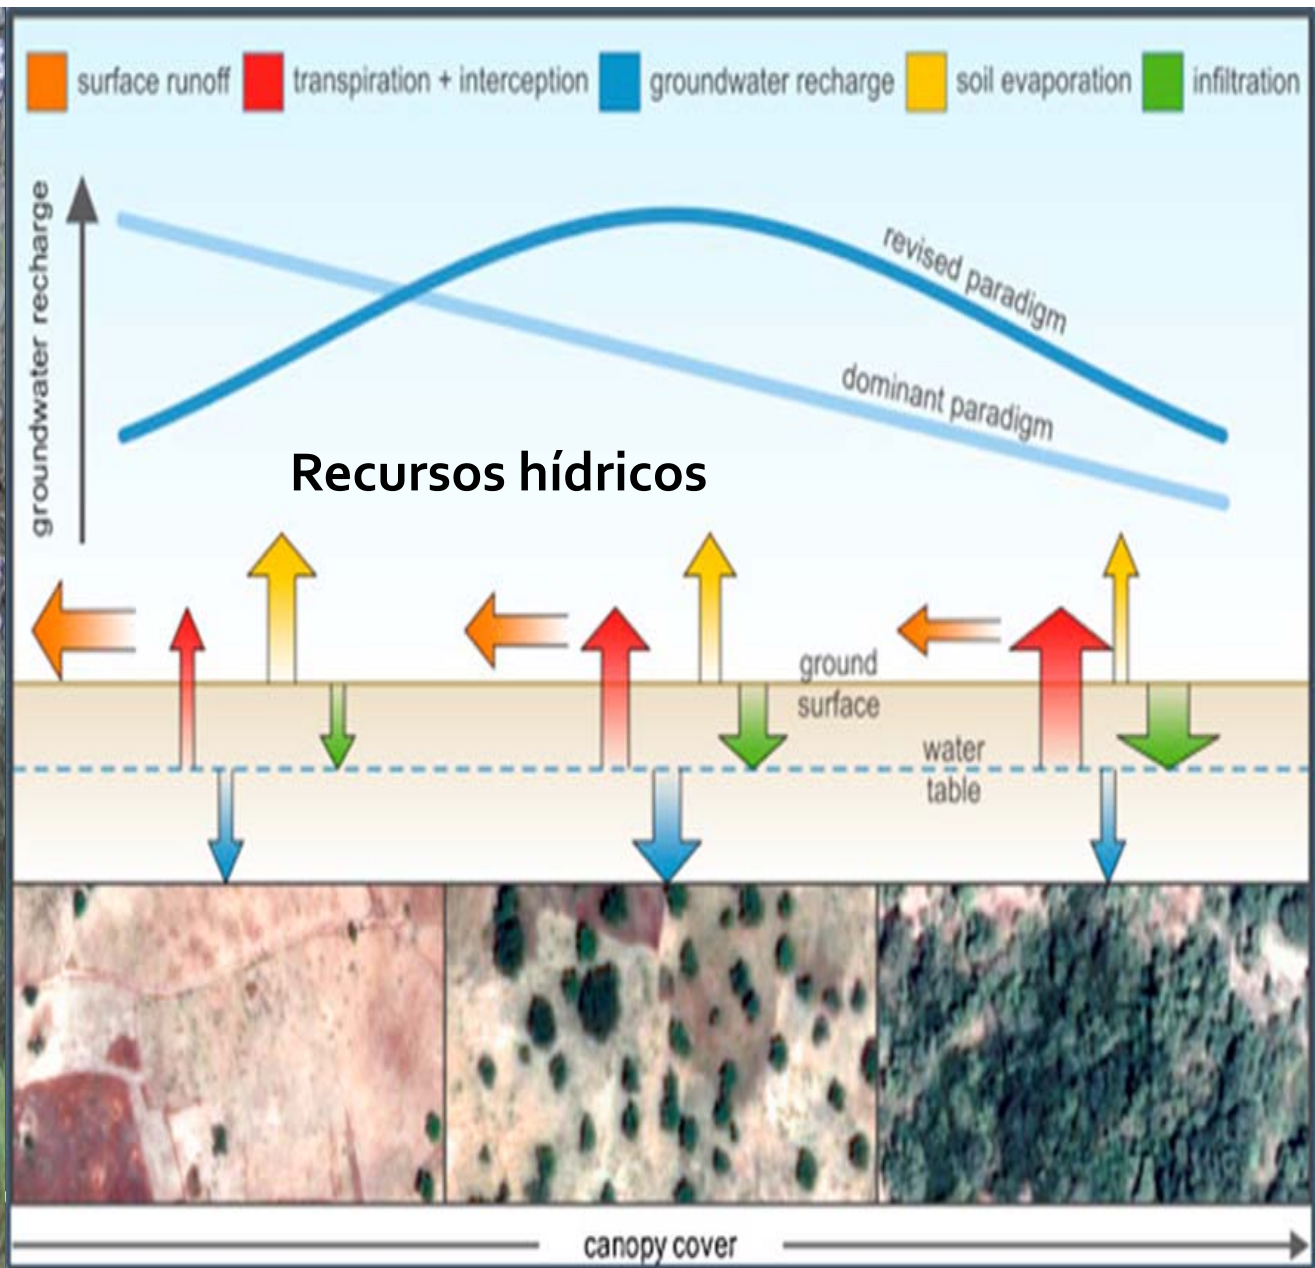 surface runoff
transpiration + interception
groundwater recharge
soil evaporation
infiltration
groundwater recharge
revised paradigm
dominant paradigm
Recursos hídricos
ground
surface
water
table
canopy cover